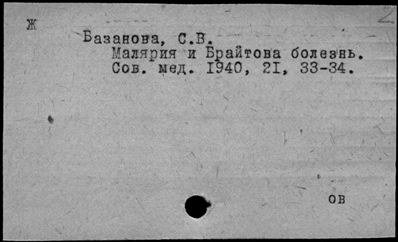 Ж
Базанова, С.В.
Малярия и Брайтова болезнь.
Сов. мед. 1940, 21, 33-34.
ов